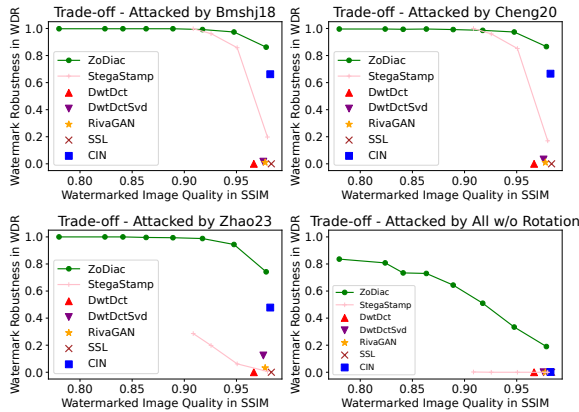 Trade-off - Attacked by Bmshj18
Watermark Robustness in WDR
1.0
0.8
0.6
0.4
0.2
0.0
ZoDiac
StegaStamp
DwtDct
DwtDctSvd
RivaGAN
SSL
CIN
0.80 0.85 0.90 0.95
Watermarked Image Quality in SSIM
Trade-off - Attacked by Cheng20
Watermark Robustness in WDR
1.0
0.8
0.6
0.4
0.2
0.0
ZoDiac
StegaStamp
DwtDct
DwtDctSvd
RivaGAN
SSL
CIN
0.80 0.85 0.90 0.95
Watermarked Image Quality in SSIM
Trade-off - Attacked by Zhao23
Watermark Robustness in WDR
1.0
0.8
0.6
0.4
0.2
0.0
ZoDiac
StegaStamp
DwtDct
DwtDctSvd
RivaGAN
SSL
CIN
0.80 0.85 0.90 0.95
Watermarked Image Quality in SSIM
Trade-off - Attacked by All w/o Rotation
Watermark Robustness in WDR
1.0
0.8
0.6
0.4
0.2
0.0
ZoDiac
StegaStamp
DwtDct
DwtDctSvd
RivaGAN
SSL
CIN
0.80 0.85 0.90 0.95
Watermarked Image Quality in SSIM